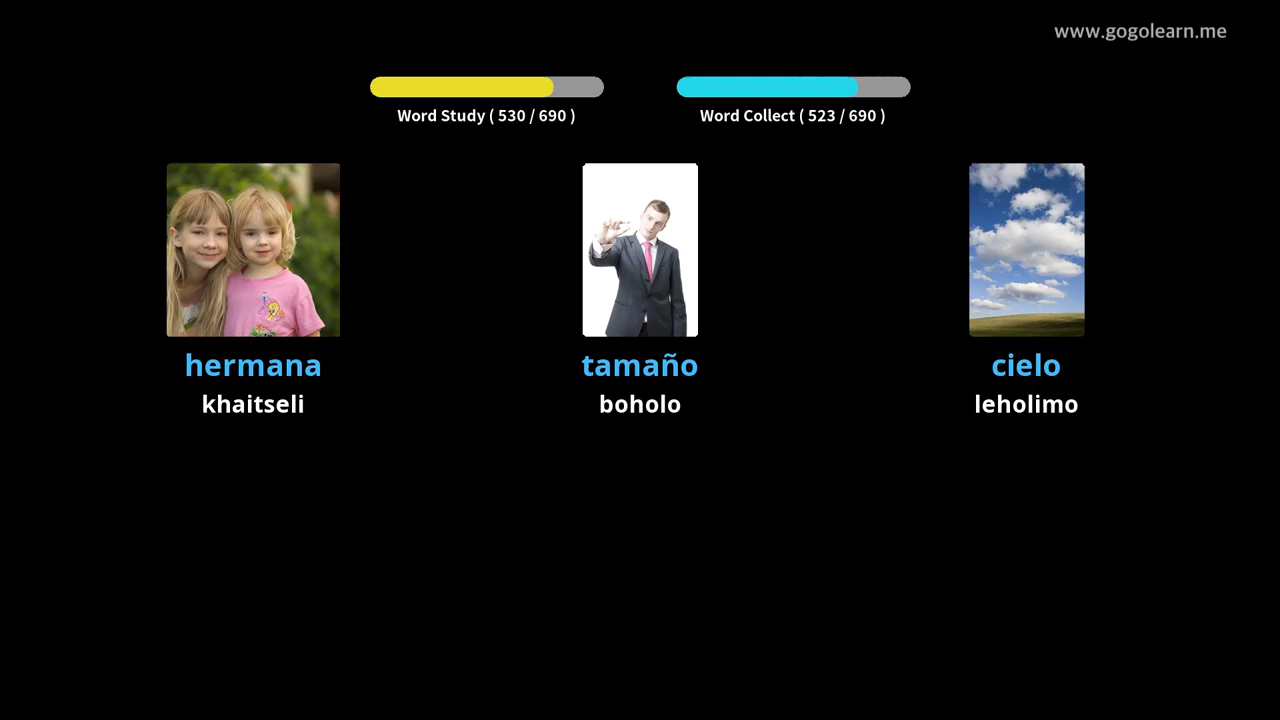 www.gogolearn.me
Word Study ( 530 / 690 )
Word Collect ( 523 / 690 )
hermana
khaitseli
tamaño
boholo
cielo
leholimo